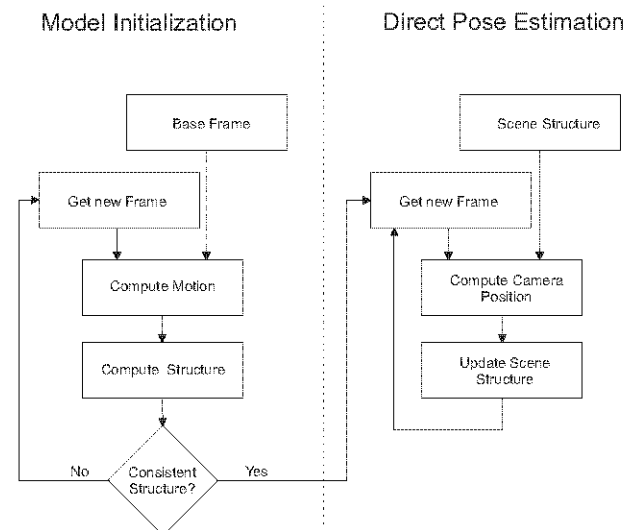 Model Initialization
Base Frame
Get new Frame
Compute Motion
Compute Structure
Consistent
Structure?
No
Yes
Direct Pose Estimation
Scene Structure
Get new Frame
Compute Camera
Position
Update Scene
Structure